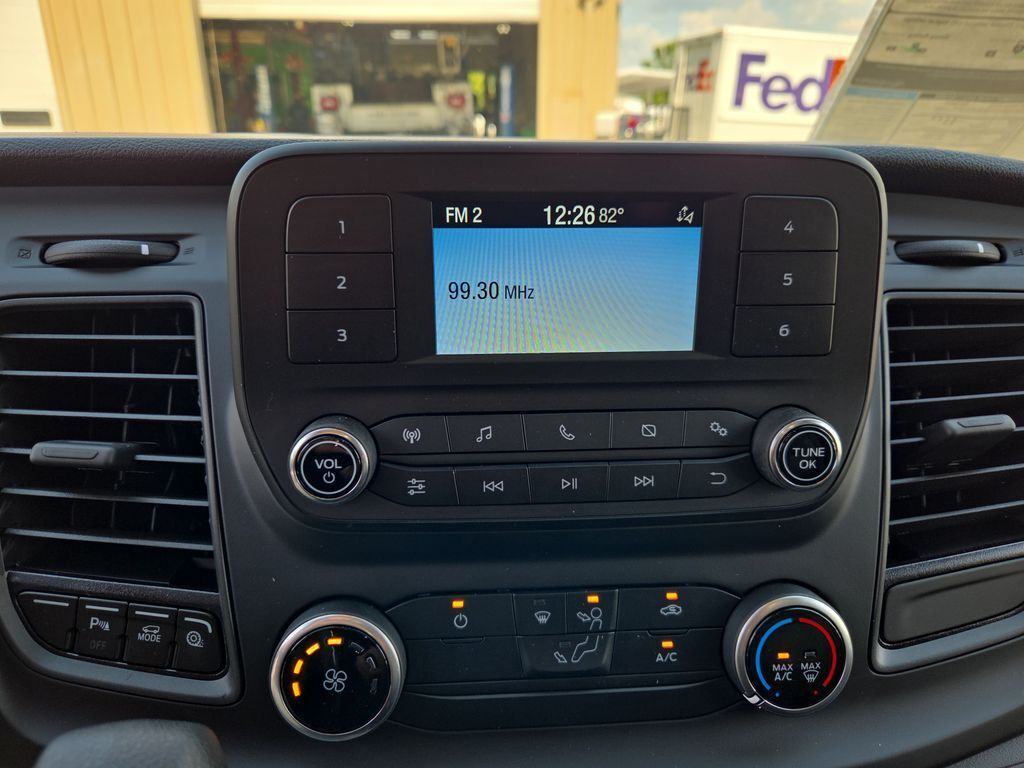 FedE
FM 2 12:26 82°
99.30 MHz
1
2
3
4
5
6
VOL
TUNE
OK
P
OFF
MODE
A/C
MAX
A/C
MAX